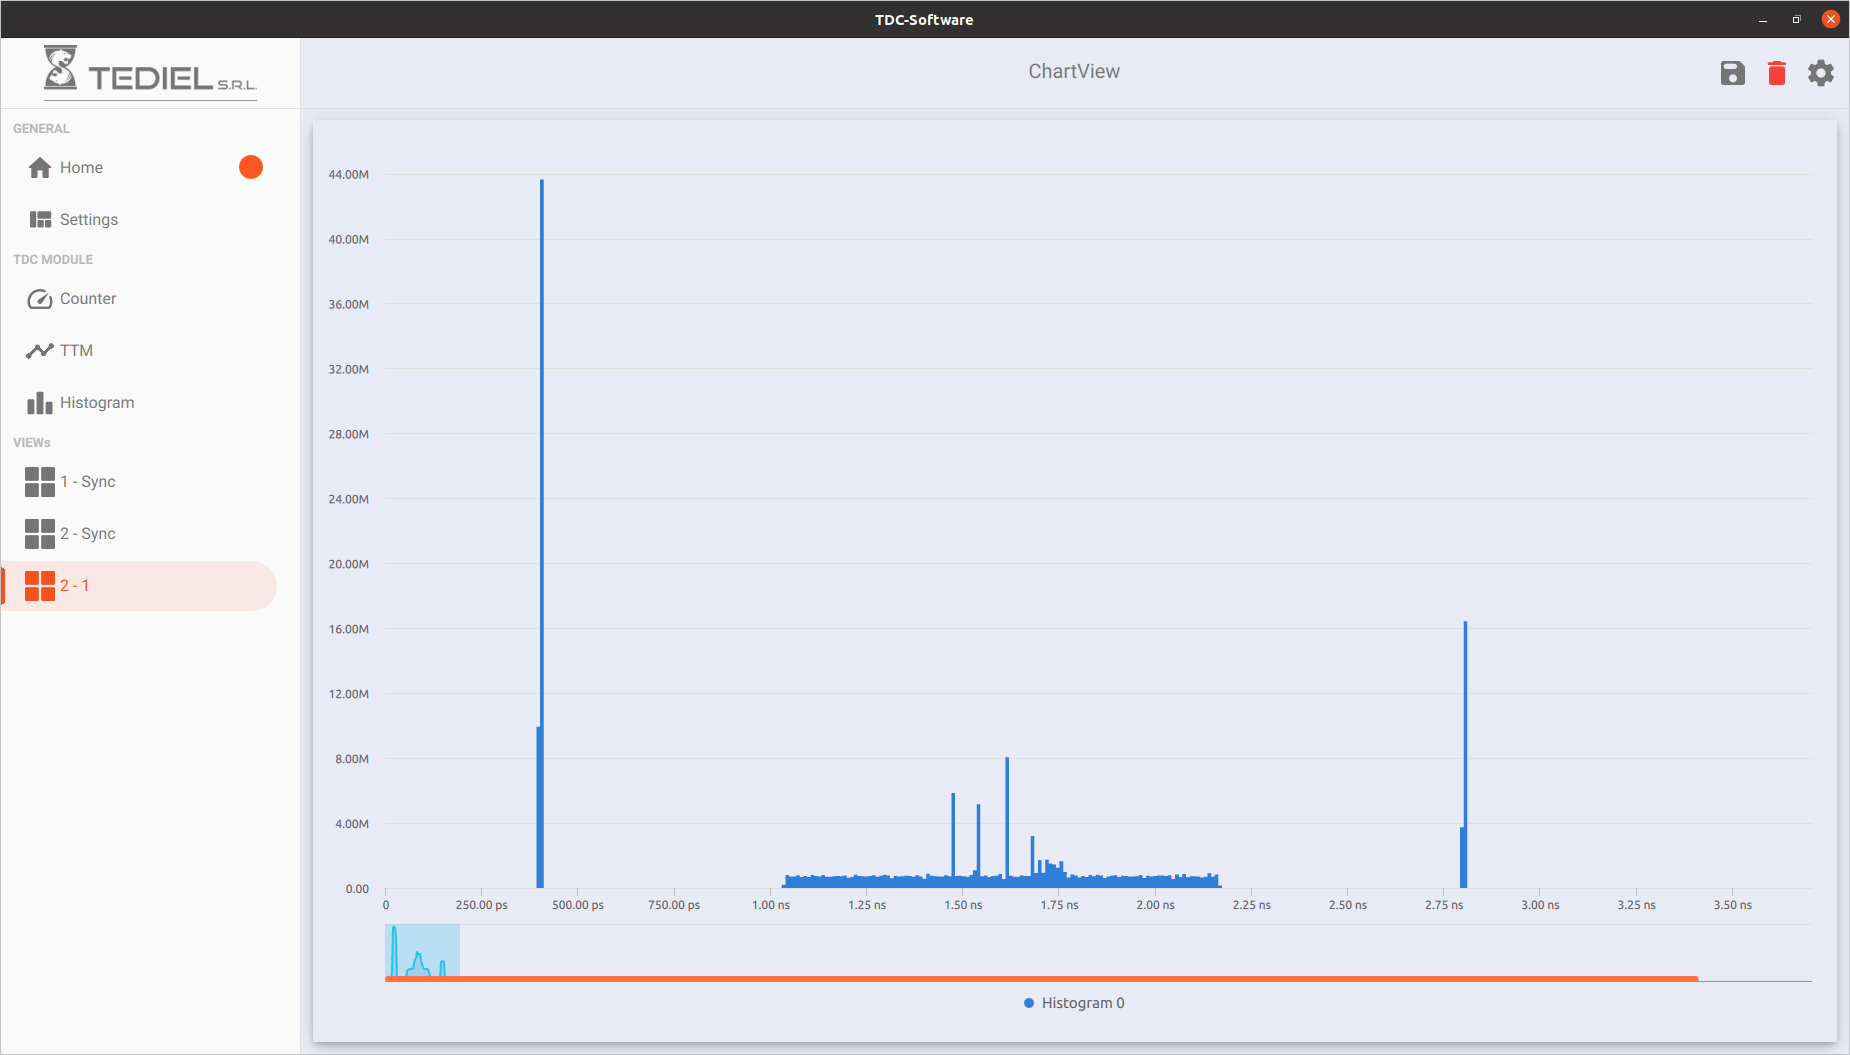 TDC-Software
TEDIEL S.R.L.
ChartView
GENERAL
Home
Settings
TDC MODULE
Counter
TTM
Histogram
VIEWs
1 - Sync
2 - Sync
2 - 1
44.00M
40.00M
36.00M
32.00M
28.00M
24.00M
20.00M
16.00M
12.00M
8.00M
4.00M
0.00
0 250.00 ps 500.00 ps 750.00 ps 1.00 ns 1.25 ns 1.50 ns 1.75 ns 2.00 ns 2.25 ns 2.50 ns 2.75 ns 3.00 ns 3.25 ns 3.50 ns
Histogram 0